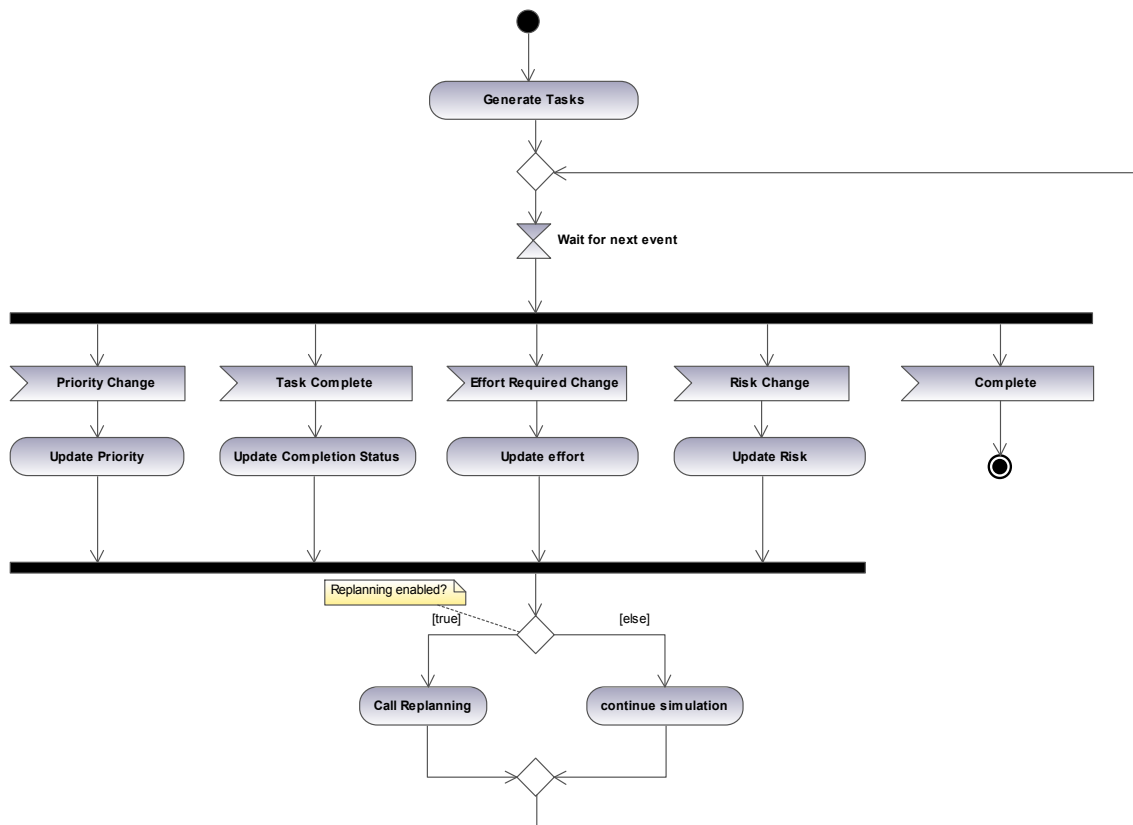 Generate Tasks
Wait for next event
Priority Change
Task Complete
Effort Required Change
Risk Change
Complete
Update Priority
Update Completion Status
Update effort
Update Risk
Replanning enabled?
[true]
[else]
Call Replanning
continue simulation